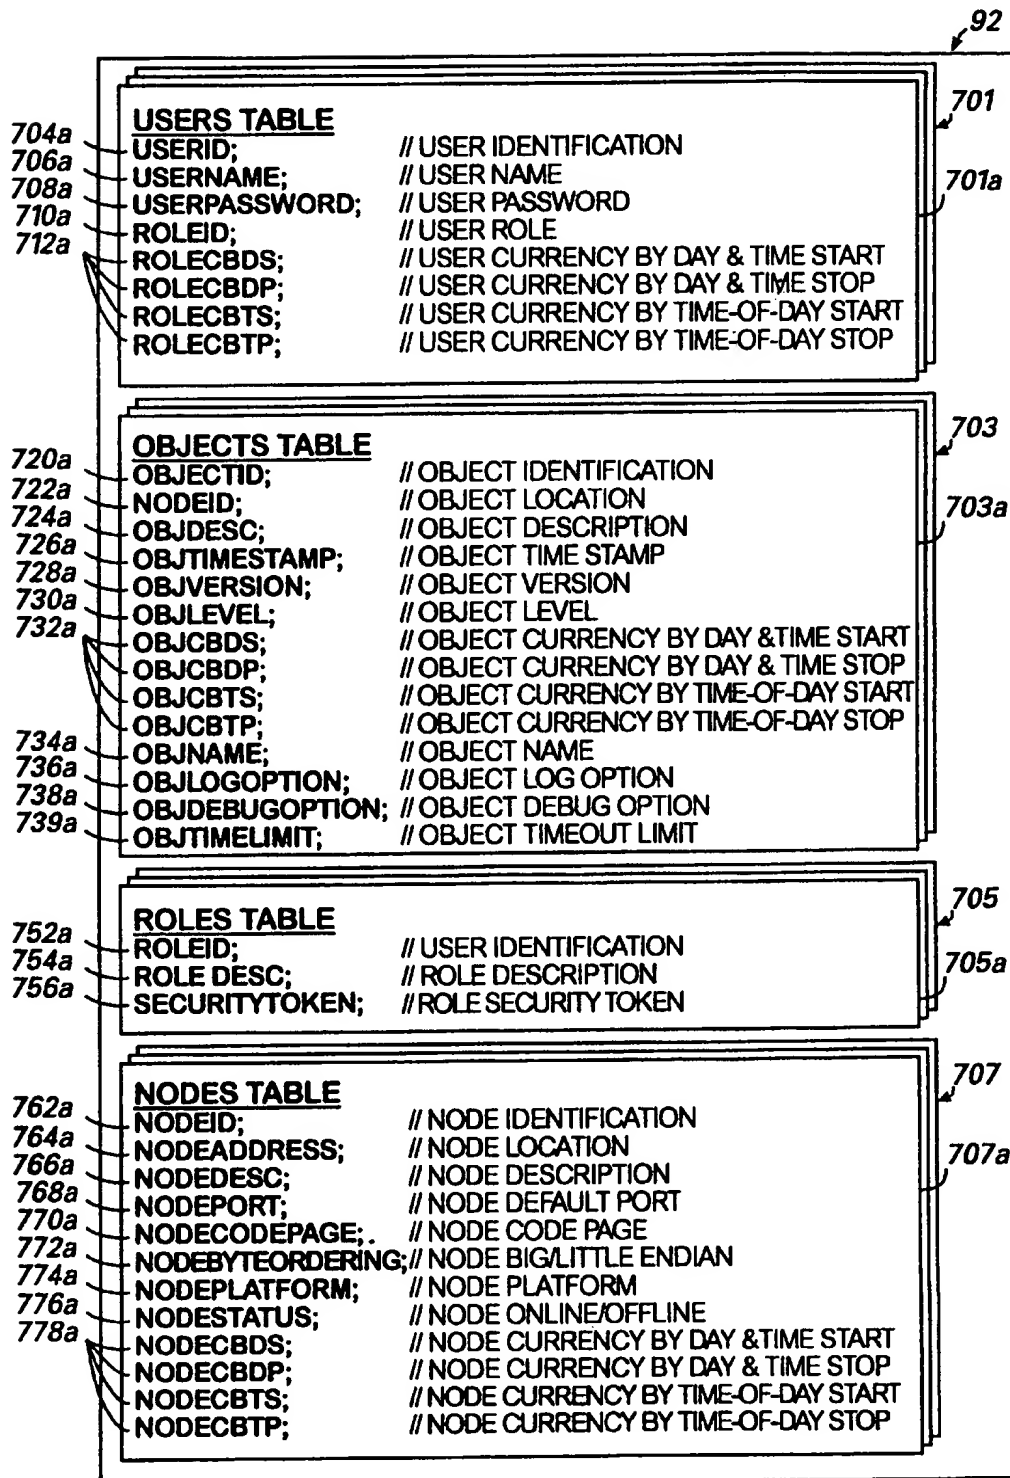 92
701
USERS TABLE
704a USERID; // USER IDENTIFICATION
706a USERNAME; // USER NAME
701a
708a USERPASSWORD; // USER PASSWORD
710a ROLEID; // USER ROLE
712a ROLECBDS; // USER CURRENCY BY DAY & TIME START
ROLECBDP; // USER CURRENCY BY DAY & TIME STOP
ROLECBTS; // USER CURRENCY BY TIME-OF-DAY START
ROLECBTP; // USER CURRENCY BY TIME-OF-DAY STOP
703
OBJECTS TABLE
720a OBJECTID; // OBJECT IDENTIFICATION
722a NODEID; // OBJECT LOCATION
703a
724a OBJDESC; // OBJECT DESCRIPTION
726a OBJTIMESTAMP; // OBJECT TIME STAMP
728a OBJVERSION; // OBJECT VERSION
730a OBJLEVEL; // OBJECT LEVEL
732a OBJCBDS; // OBJECT CURRENCY BY DAY &TIME START
OBJCBDP; // OBJECT CURRENCY BY DAY & TIME STOP
OBJCBTS; // OBJECT CURRENCY BY TIME-OF-DAY START
OBJCBTP; // OBJECT CURRENCY BY TIME-OF-DAY STOP
734a OBJNAME; // OBJECT NAME
736a OBJLOGOPTION; // OBJECT LOG OPTION
738a OBJDEBUGOPTION; // OBJECT DEBUG OPTION
739a OBJTIMELIMIT; // OBJECT TIMEOUT LIMIT
705
ROLES TABLE
752a ROLEID; // USER IDENTIFICATION
754a ROLE DESC; // ROLE DESCRIPTION
705a
756a SECURITYTOKEN; // ROLE SECURITY TOKEN
707
NODES TABLE
762a NODEID; // NODE IDENTIFICATION
764a NODEADDRESS; // NODE LOCATION
707a
766a NODEDESC; // NODE DESCRIPTION
768a NODEPORT; // NODE DEFAULT PORT
770a NODECODEPAGE;. // NODE CODE PAGE
772a NODEBYTEORDERING; // NODE BIG/LITTLE ENDIAN
774a NODEPLATFORM; // NODE PLATFORM
776a NODESTATUS; // NODE ONLINE/OFFLINE
778a NODECBDS; // NODE CURRENCY BY DAY &TIME START
NODECBDP; // NODE CURRENCY BY DAY & TIME STOP
NODECBTS; // NODE CURRENCY BY TIME-OF-DAY START
NODECBTP; // NODE CURRENCY BY TIME-OF-DAY STOP